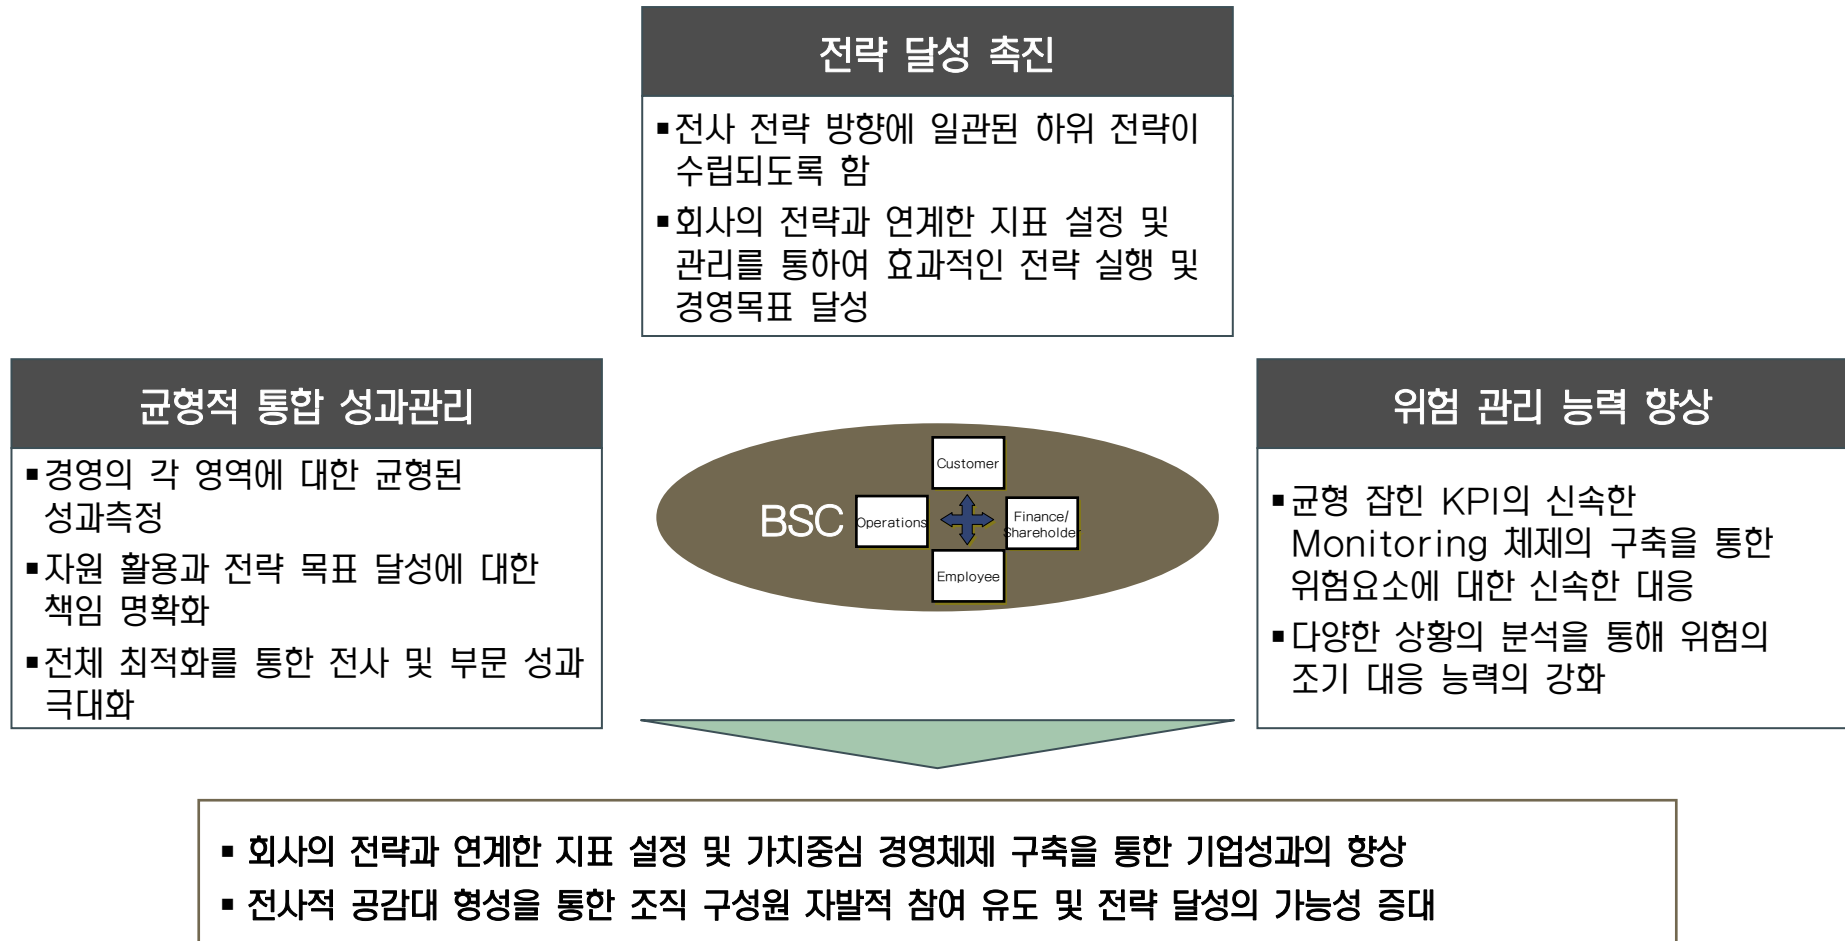 전략 달성 촉진
▪전사 전략 방향에 일관된 하위 전략이
수립되도록 함
▪회사의 전략과 연계한 지표 설정 및
관리를 통하여 효과적인 전략 실행 및
경영목표 달성
균형적 통합 성과관리
▪경영의 각 영역에 대한 균형된
성과측정
▪자원 활용과 전략 목표 달성에 대한
책임 명확화
▪전체 최적화를 통한 전사 및 부문 성과
극대화
BSC
Customer
Operations
Finance/
Shareholder
Employee
위험 관리 능력 향상
▪균형 잡힌 KPI의 신속한
Monitoring 체제의 구축을 통한
위험요소에 대한 신속한 대응
▪다양한 상황의 분석을 통해 위험의
조기 대응 능력의 강화
▪ 회사의 전략과 연계한 지표 설정 및 가치중심 경영체제 구축을 통한 기업성과의 향상
▪ 전사적 공감대 형성을 통한 조직 구성원 자발적 참여 유도 및 전략 달성의 가능성 증대